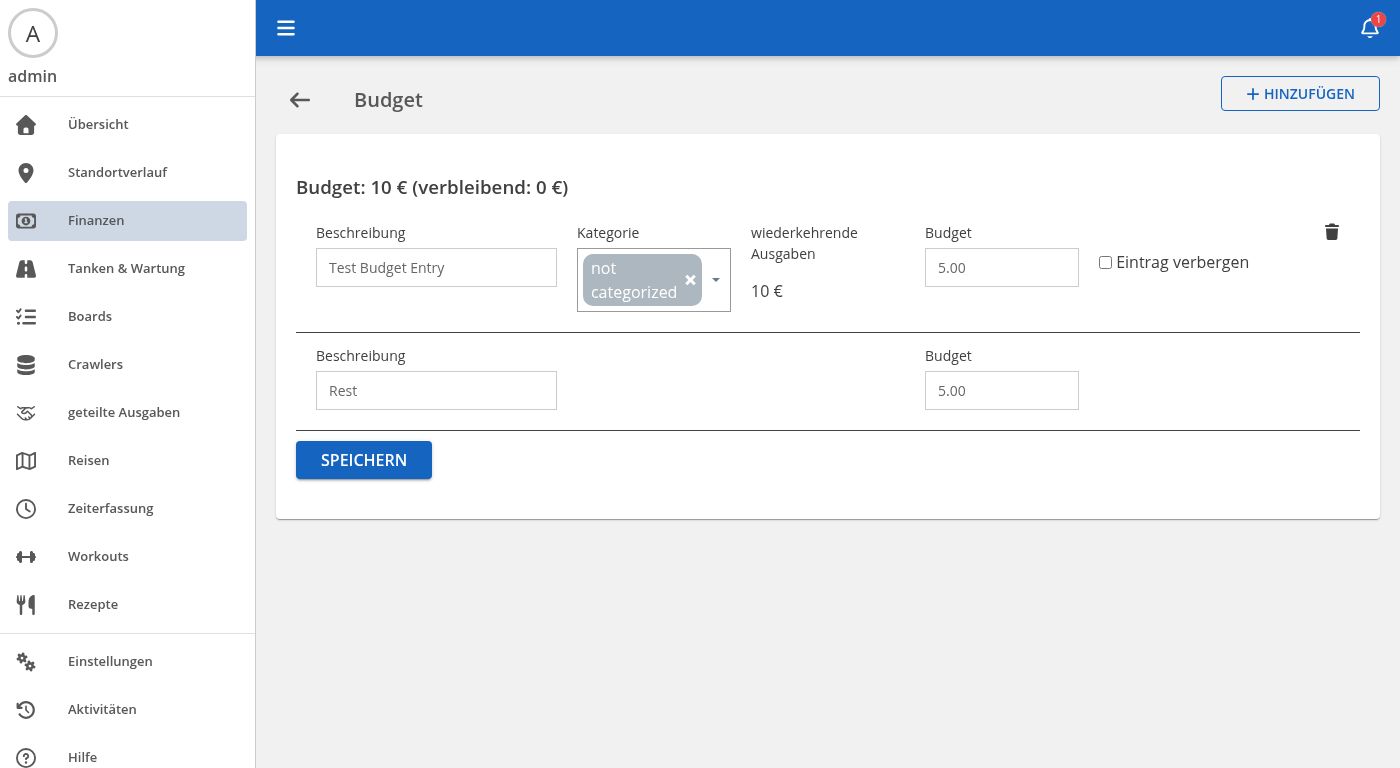 A
admin
Übersicht
Standortverlauf
Finanzen
Tanken & Wartung
Boards
Crawlers
geteilte Ausgaben
Reisen
Zeiterfassung
Workouts
Rezepte
Einstellungen
Aktivitäten
Hilfe
1
Budget
HINZUFÜGEN
Budget: 10 € (verbleibend: 0 €)
Beschreibung
Test Budget Entry
Kategorie
not
categorized
wiederkehrende
Ausgaben
10 €
Budget
5.00
Eintrag verbergen
Beschreibung
Rest
Budget
5.00
SPEICHERN